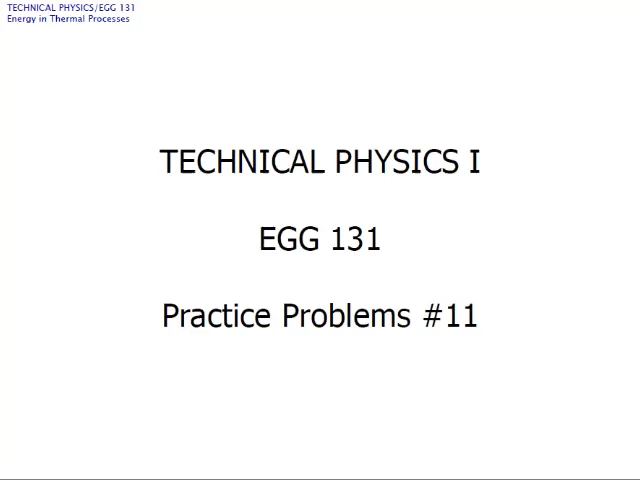 TECHNICAL PHYSICS/EGG 131
Energy in Thermal Processes
TECHNICAL PHYSICS I
EGG 131
Practice Problems #11